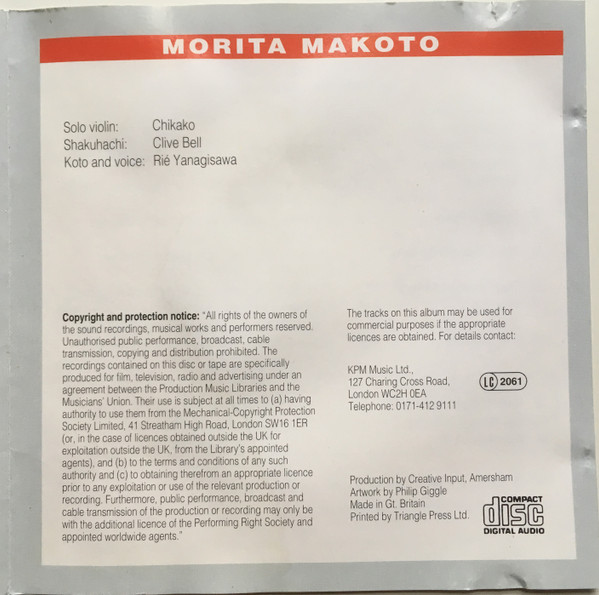 MORITA MAKOTO
Solo violin: Chikako
Shakuhachi: Clive Bell
Koto and voice: Rié Yanagisawa
Copyright and protection notice: "All rights of the owners of
the sound recordings, musical works and performers reserved.
Unauthorised public performance, broadcast, cable
transmission, copying and distribution prohibited. The
recordings contained on this disc or tape are specifically
produced for film, television, radio and advertising under an
agreement between the Production Music Libraries and the
Musicians' Union. Their use is subject at all times to (a) having
authority to use them from the Mechanical-Copyright Protection
Society Limited, 41 Streatham High Road, London SW16 1ER
(or, in the case of licences obtained outside the UK for
exploitation outside the UK, from the Library's appointed
agents), and (b) to the terms and conditions of any such
authority and (c) to obtaining therefrom an appropriate licence
prior to any exploitation or use of the relevant production or
recording. Furthermore, public performance, broadcast and
cable transmission of the production or recording may only be
with the additional licence of the Performing Right Society and
appointed worldwide agents."
The tracks on this album may be used for
commercial purposes if the appropriate
licences are obtained. For details contact:
KPM Music Ltd.,
127 Charing Cross Road,
London WC2H 0EA
Telephone: 0171-412 9111
LC 2061
Production by Creative Input, Amersham
Artwork by Philip Giggle
Made in Gt. Britain
Printed by Triangle Press Ltd.
COMPACT
disc
DIGITAL AUDIO